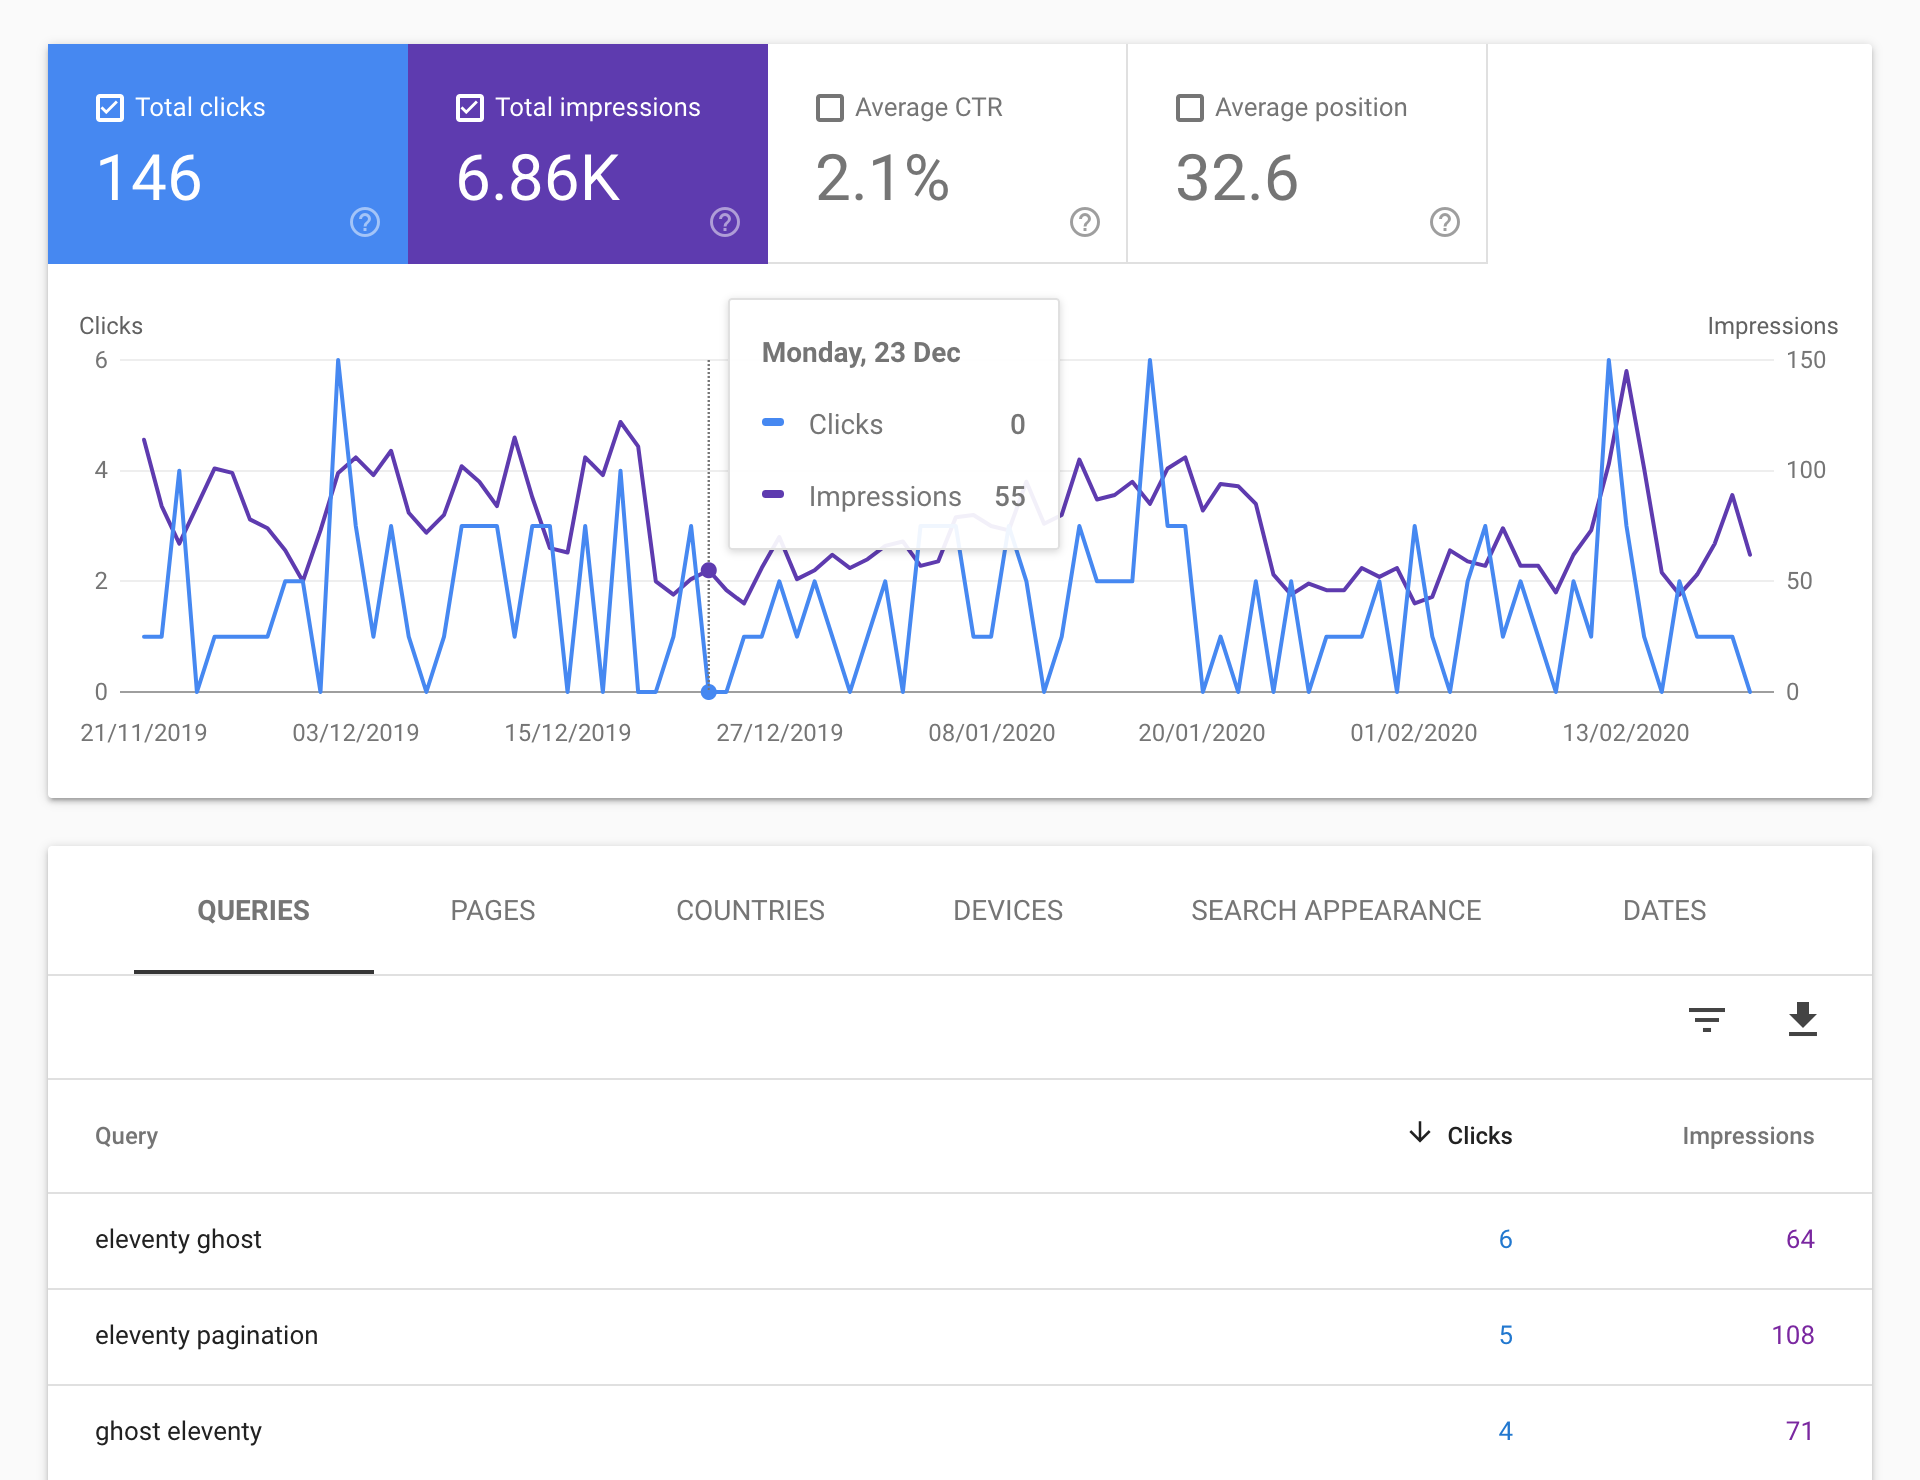 Total clicks
146
Total impressions
6.86K
Average CTR
2.1%
Average position
32.6
Clicks
Impressions
6
4
2
0
150
100
50
0
Monday, 23 Dec
Clicks 0
Impressions 55
21/11/2019 03/12/2019 15/12/2019 27/12/2019 08/01/2020 20/01/2020 01/02/2020 13/02/2020
QUERIES PAGES COUNTRIES DEVICES SEARCH APPEARANCE DATES
Query Clicks Impressions
eleventy ghost 6 64
eleventy pagination 5 108
ghost eleventy 4 71